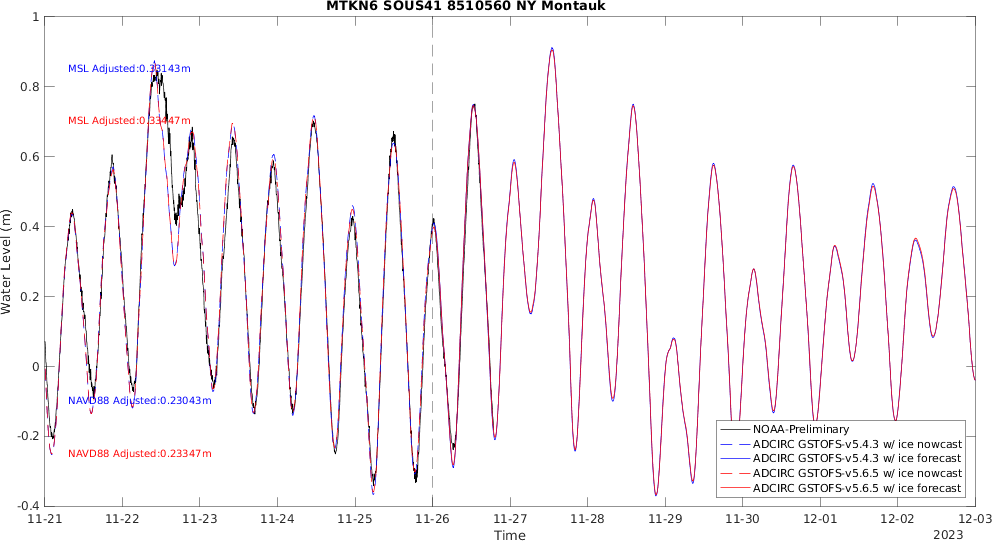 MTKN6 SOUS41 8510560 NY Montauk
1
0.8
0.6
0.4
0.2
0
-0.2
-0.4
Water Level (m)
MSL Adjusted:0.33143m
MSL Adjusted:0.33447m
NAVD88 Adjusted:0.23043m
NAVD88 Adjusted:0.23347m
NOAA-Preliminary
ADCIRC GSTOFS-v5.4.3 w/ ice nowcast
ADCIRC GSTOFS-v5.4.3 w/ ice forecast
ADCIRC GSTOFS-v5.6.5 w/ ice nowcast
ADCIRC GSTOFS-v5.6.5 w/ ice forecast
11-21 11-22 11-23 11-24 11-25 11-26 11-27 11-28 11-29 11-30 12-01 12-02 12-03
Time
2023